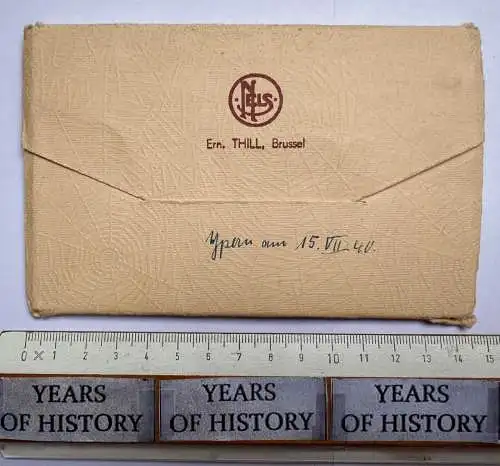 NELS
Ern. THILL, Brussel
Ypern am 15. VII. 40.
0 x 1 2 3 4 5 6 7 8 9 10 11 12 13 14 15
YEARS OF HISTORY YEARS OF HISTORY YEARS OF HISTORY